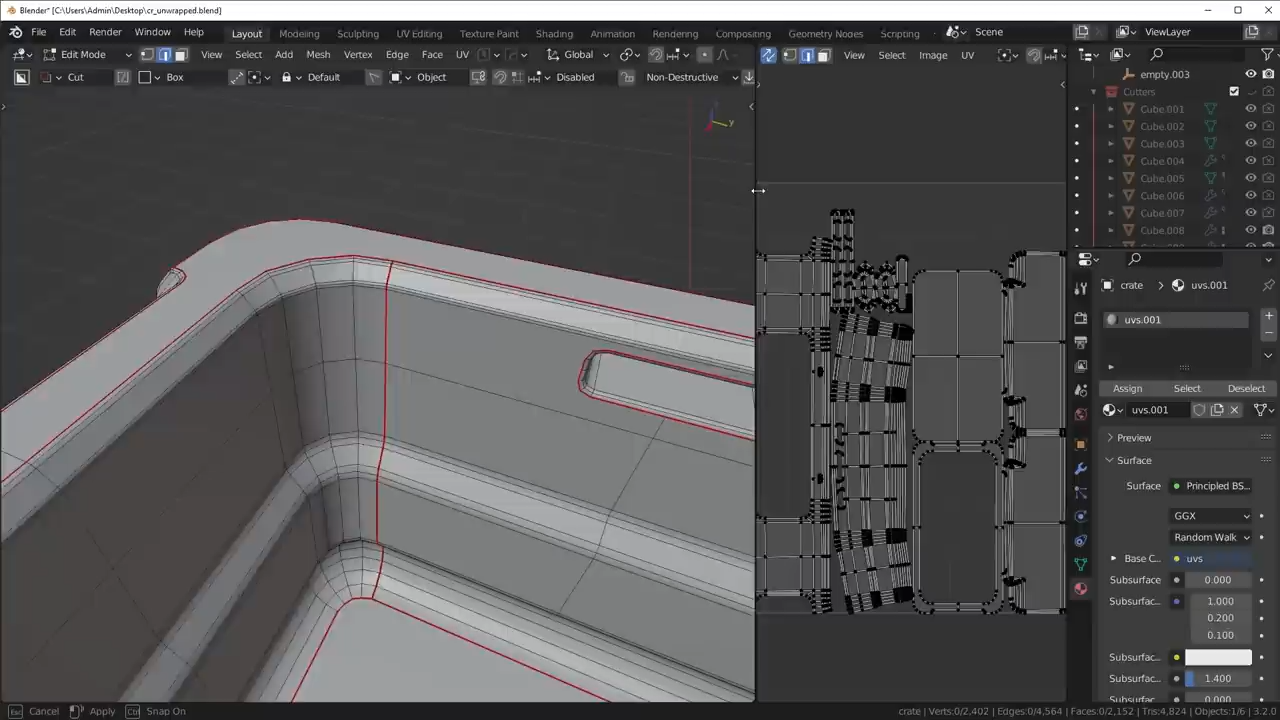 Blender* [C:\Users\Admin\Desktop\cr_unwrapped.blend]
File Edit Render Window Help Layout Modeling Sculpting UV Editing Texture Paint Shading Animation Rendering Compositing Geometry Nodes Scripting Scene ViewLayer
Edit Mode View Select Add Mesh Vertex Edge Face UV Global View Select Image UV
Cut Box Default Object Disabled Non-Destructive
empty.003
Cutters
Cube.001
Cube.002
Cube.003
Cube.004
Cube.005
Cube.006
Cube.007
Cube.008
y
crate uvs.001
uvs.001
Assign Select Deselect
uvs.001
Preview
Surface
Surface Principled BS...
GGX
Random Walk
Base C... uvs
Subsurface 0.000
Subsurfac... 1.000
0.200
0.100
Subsurfac...
Subsurfac... 1.400
Subsurfac... 0.000
Esc Cancel Apply Ctrl Snap On crate | Verts:0/2,402 | Edges:0/4,564 | Faces:0/2,152 | Tris:4,824 | Objects:1/6 | 3.2.0